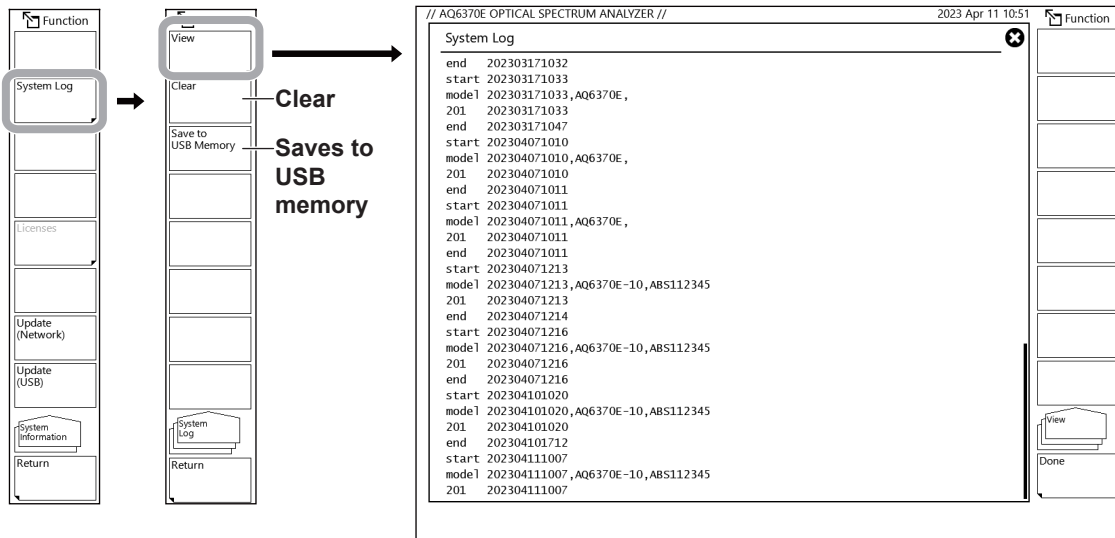 Function
System Log
Licenses
Update
(Network)
Update
(USB)
System
Information
Return
View
Clear
Save to
USB Memory
System
Log
Return
Clear
Saves to
USB
memory
// AQ6370E OPTICAL SPECTRUM ANALYZER // 2023 Apr 11 10:51
System Log
end 202303171032
start 202303171033
model 202303171033,AQ6370E,
201 202303171033
end 202303171047
start 202304071010
model 202304071010,AQ6370E,
201 202304071010
end 202304071011
start 202304071011
model 202304071011,AQ6370E,
201 202304071011
end 202304071011
start 202304071213
model 202304071213,AQ6370E-10,ABS112345
201 202304071213
end 202304071214
start 202304071216
model 202304071216,AQ6370E-10,ABS112345
201 202304071216
end 202304071216
start 202304101020
model 202304101020,AQ6370E-10,ABS112345
201 202304101020
end 202304101712
start 202304111007
model 202304111007,AQ6370E-10,ABS112345
201 202304111007
Function
View
Done